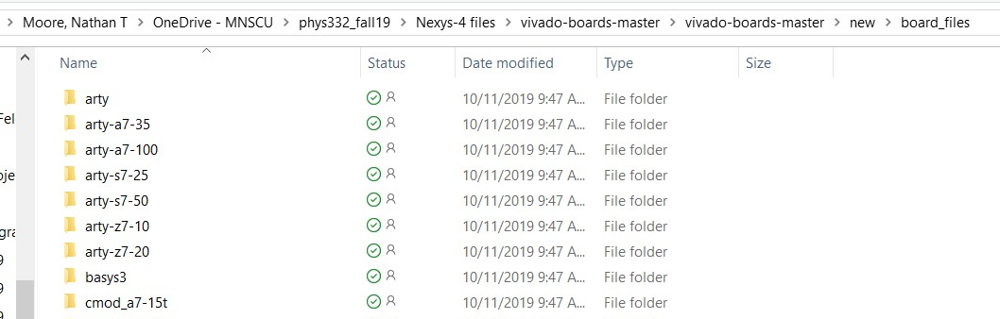 Moore, Nathan T > OneDrive - MNSCU > phys332_fall19 > Nexys-4 files > vivado-boards-master > vivado-boards-master > new > board_files
Name Status Date modified Type Size
arty 10/11/2019 9:47 A... File folder
Fel arty-a7-35 10/11/2019 9:47 A... File folder
arty-a7-100 10/11/2019 9:47 A... File folder
oje arty-s7-25 10/11/2019 9:47 A... File folder
arty-s7-50 10/11/2019 9:47 A... File folder
gra arty-z7-10 10/11/2019 9:47 A... File folder
9 arty-z7-20 10/11/2019 9:47 A... File folder
9 basys3 10/11/2019 9:47 A... File folder
9 cmod_a7-15t 10/11/2019 9:47 A... File folder